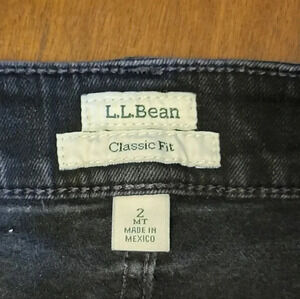 L.L.Bean
Classic Fit
2
MT
MADE IN
MEXICO